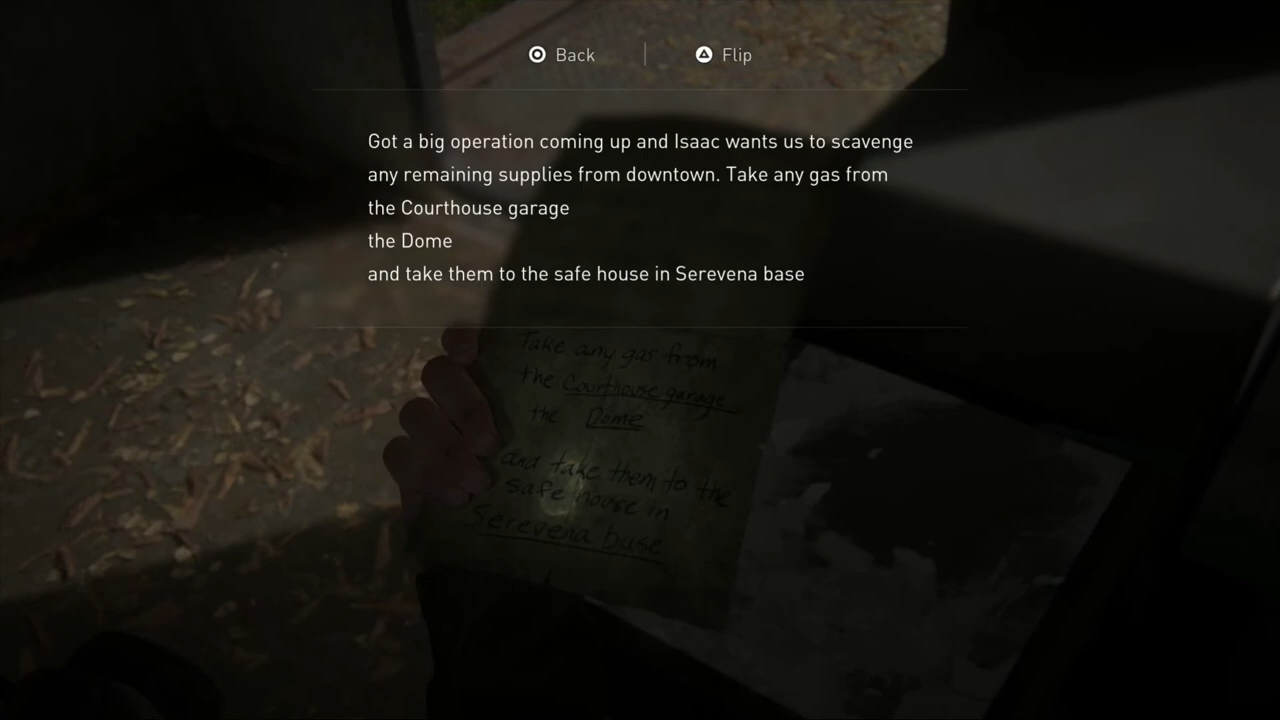 Back
Flip
Got a big operation coming up and Isaac wants us to scavenge
any remaining supplies from downtown. Take any gas from
the Courthouse garage
the Dome
and take them to the safe house in Serevena base
Take any gas from
the Courthouse garage
the Dome
and take them to the
safe house in
Serevena base